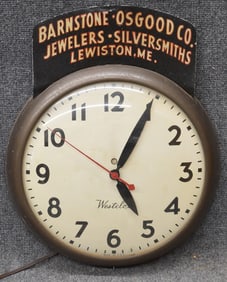 BARNSTONE · OSGOOD CO.
JEWELERS · SILVERSMITHS
LEWISTON, ME.
12
11 1
10 2
9 3
8 4
7 5
6